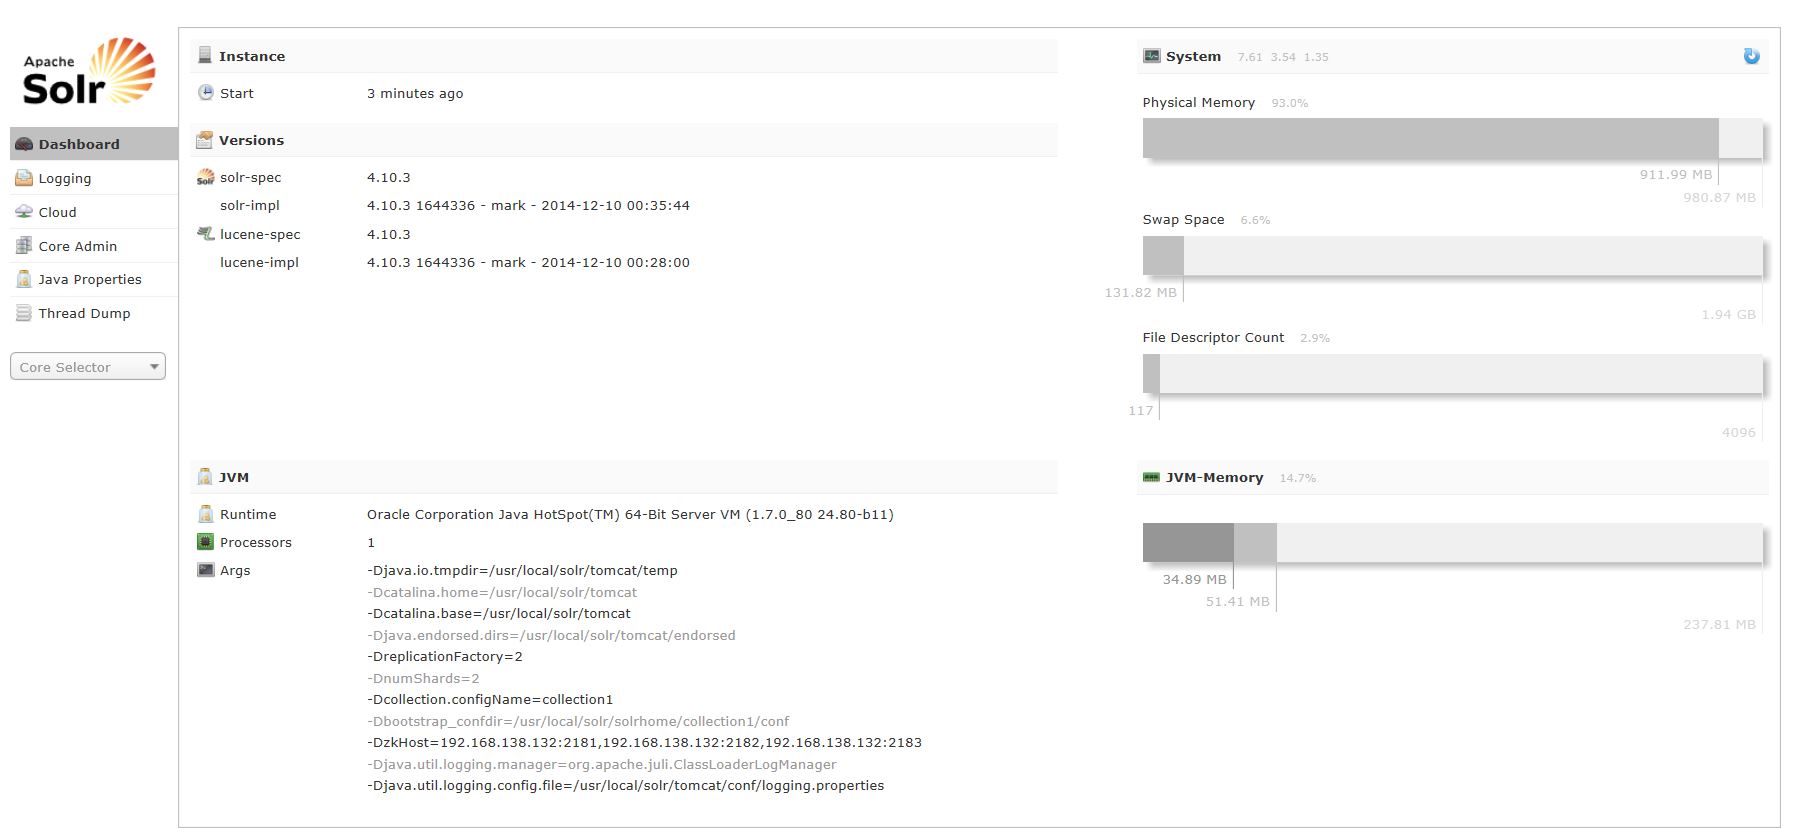 Apache
Solr
Dashboard
Logging
Cloud
Core Admin
Java Properties
Thread Dump
Core Selector
Instance
Start 3 minutes ago
Versions
Solr solr-spec 4.10.3
solr-impl 4.10.3 1644336 - mark - 2014-12-10 00:35:44
lucene-spec 4.10.3
lucene-impl 4.10.3 1644336 - mark - 2014-12-10 00:28:00
System 7.61 3.54 1.35
Physical Memory 93.0%
911.99 MB
980.87 MB
Swap Space 6.6%
131.82 MB
1.94 GB
File Descriptor Count 2.9%
117
4096
JVM
Runtime Oracle Corporation Java HotSpot(TM) 64-Bit Server VM (1.7.0_80 24.80-b11)
Processors 1
Args -Djava.io.tmpdir=/usr/local/solr/tomcat/temp
-Dcatalina.home=/usr/local/solr/tomcat
-Dcatalina.base=/usr/local/solr/tomcat
-Djava.endorsed.dirs=/usr/local/solr/tomcat/endorsed
-DreplicationFactory=2
-DnumShards=2
-Dcollection.configName=collection1
-Dbootstrap_confdir=/usr/local/solr/solrhome/collection1/conf
-DzkHost=192.168.138.132:2181,192.168.138.132:2182,192.168.138.132:2183
-Djava.util.logging.manager=org.apache.juli.ClassLoaderLogManager
-Djava.util.logging.config.file=/usr/local/solr/tomcat/conf/logging.properties
JVM-Memory 14.7%
34.89 MB
51.41 MB
237.81 MB